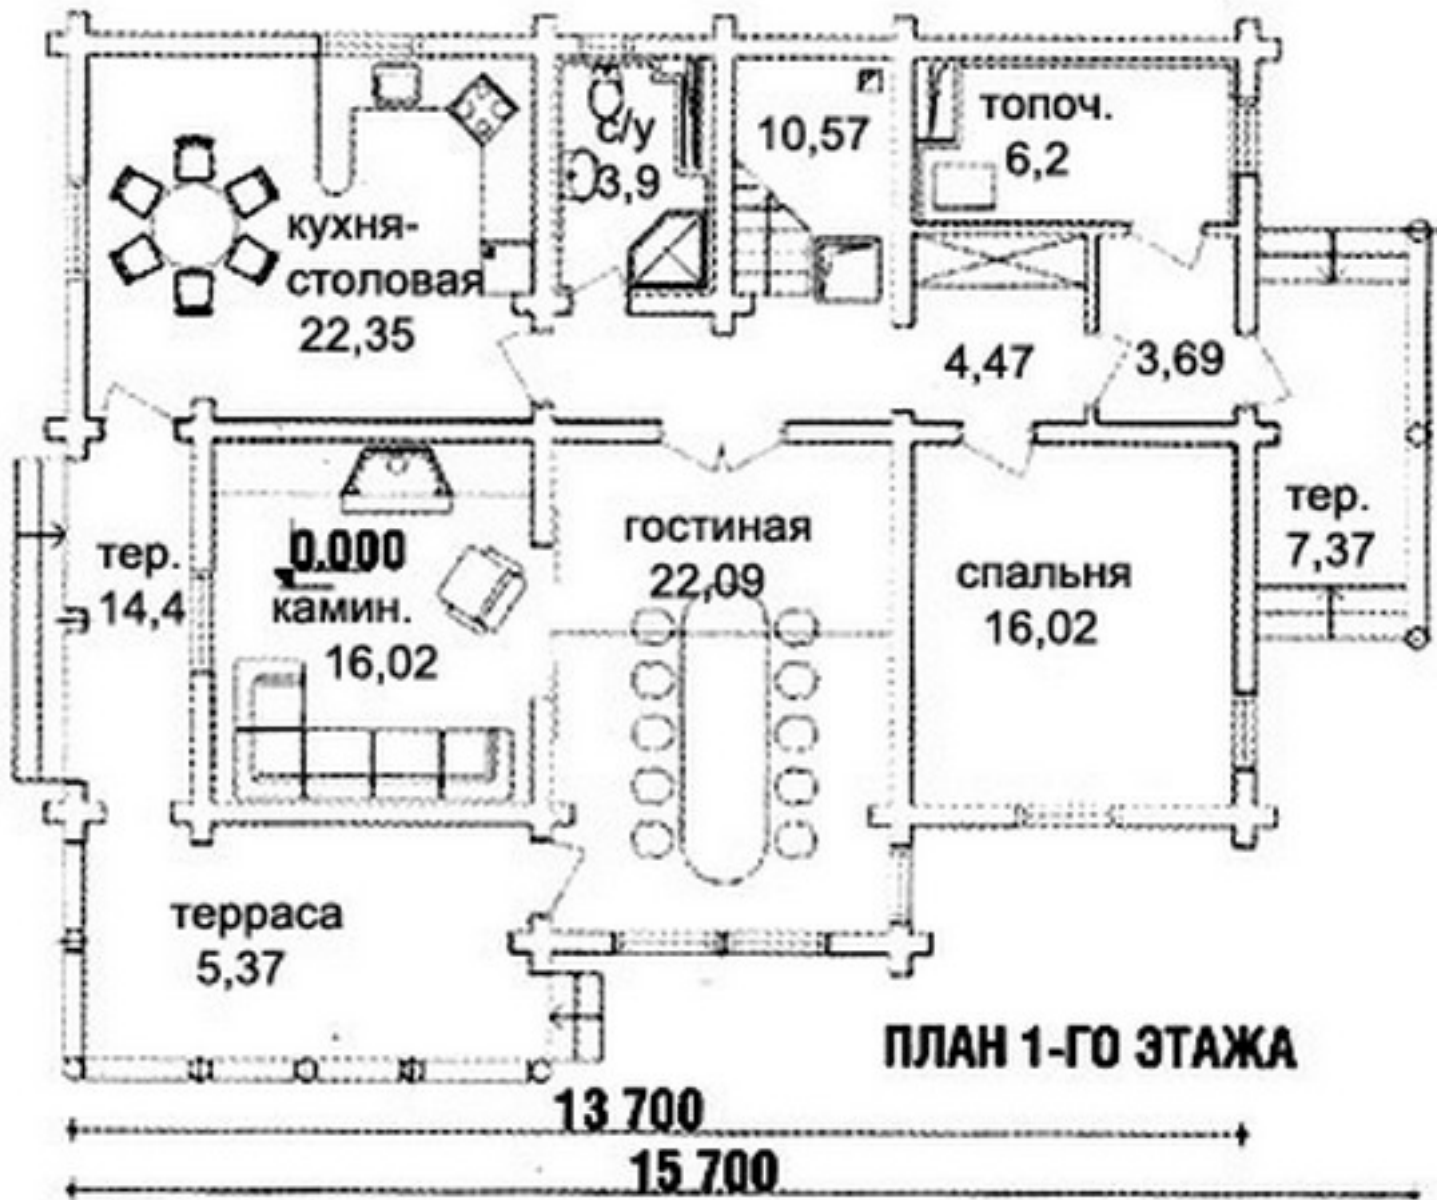 кухня-
столовая
22,35
с/у
3,9
10,57
топоч.
6,2
4,47
3,69
тер.
14,4
0.000
камин.
16,02
гостиная
22,09
спальня
16,02
тер.
7,37
терраса
5,37
ПЛАН 1-ГО ЭТАЖА
13 700
15 700